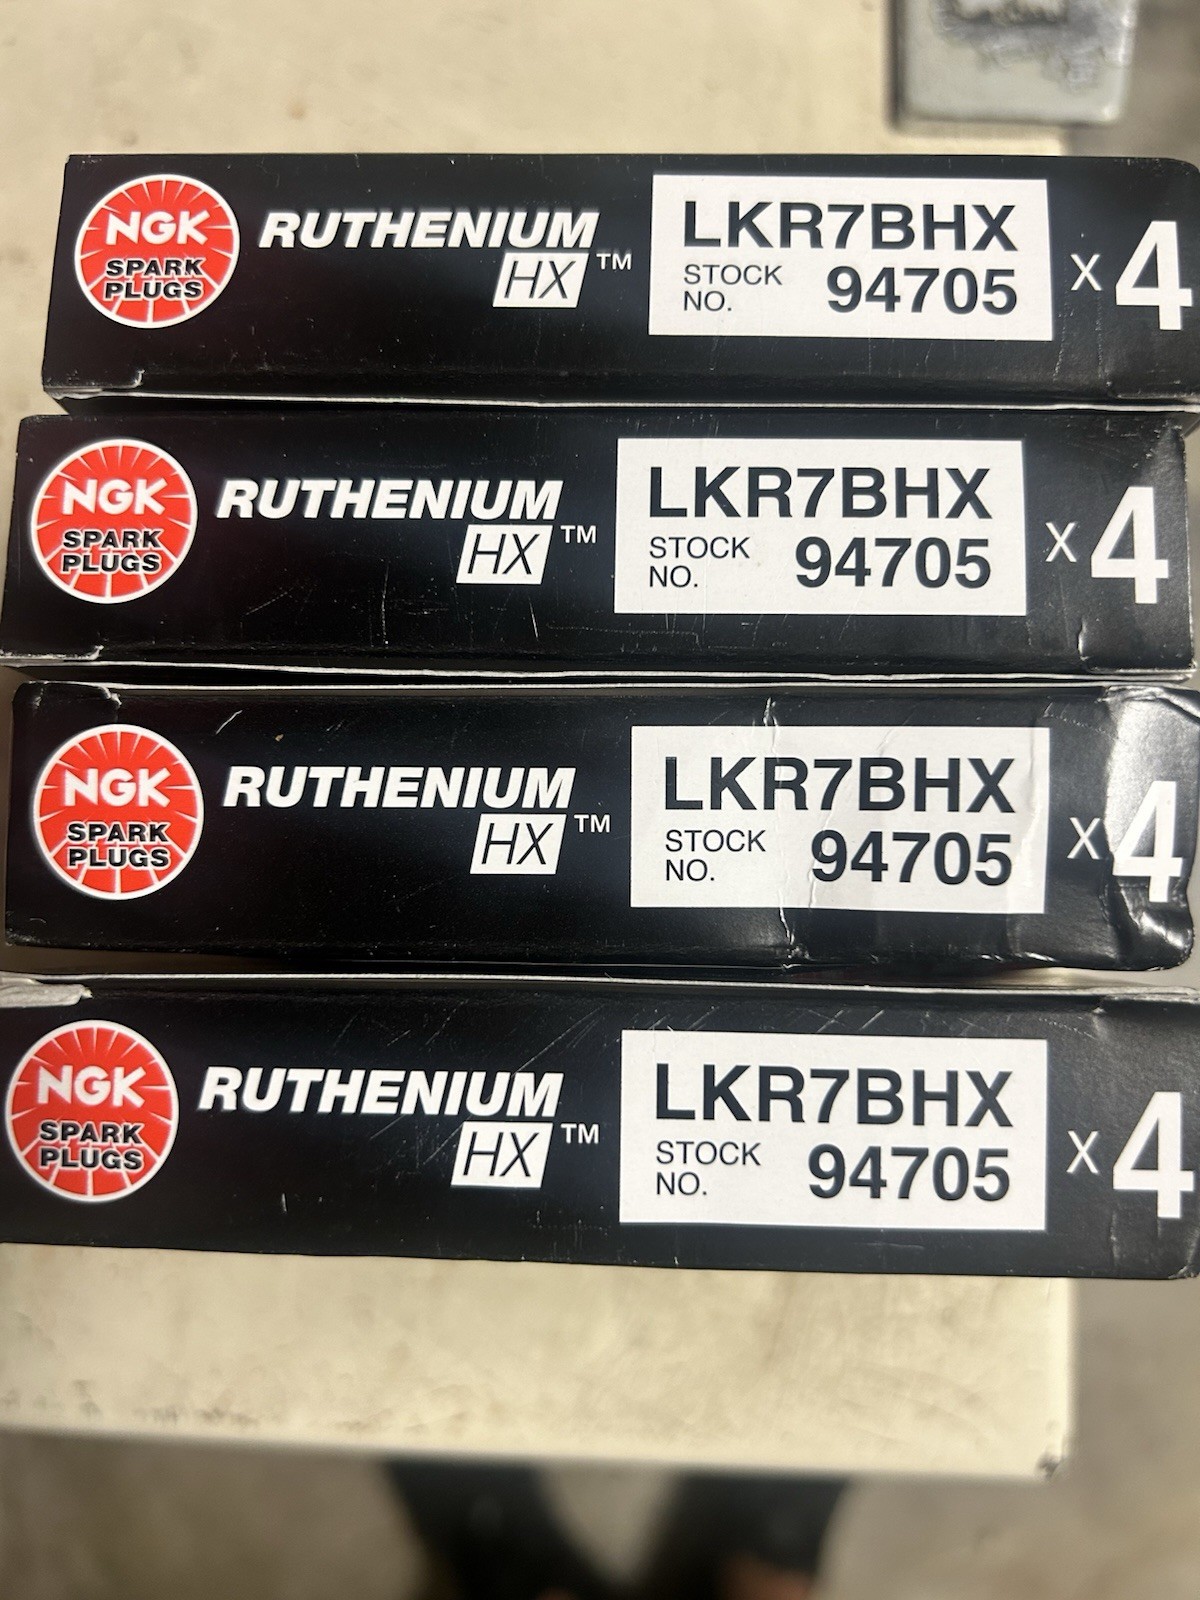 NGK
SPARK
PLUGS
RUTHENIUM
HX™
LKR7BHX
STOCK
NO. 94705
x4
NGK
SPARK
PLUGS
RUTHENIUM
HX™
LKR7BHX
STOCK
NO. 94705
x4
NGK
SPARK
PLUGS
RUTHENIUM
HX™
LKR7BHX
STOCK
NO. 94705
x4
NGK
SPARK
PLUGS
RUTHENIUM
HX™
LKR7BHX
STOCK
NO. 94705
x4